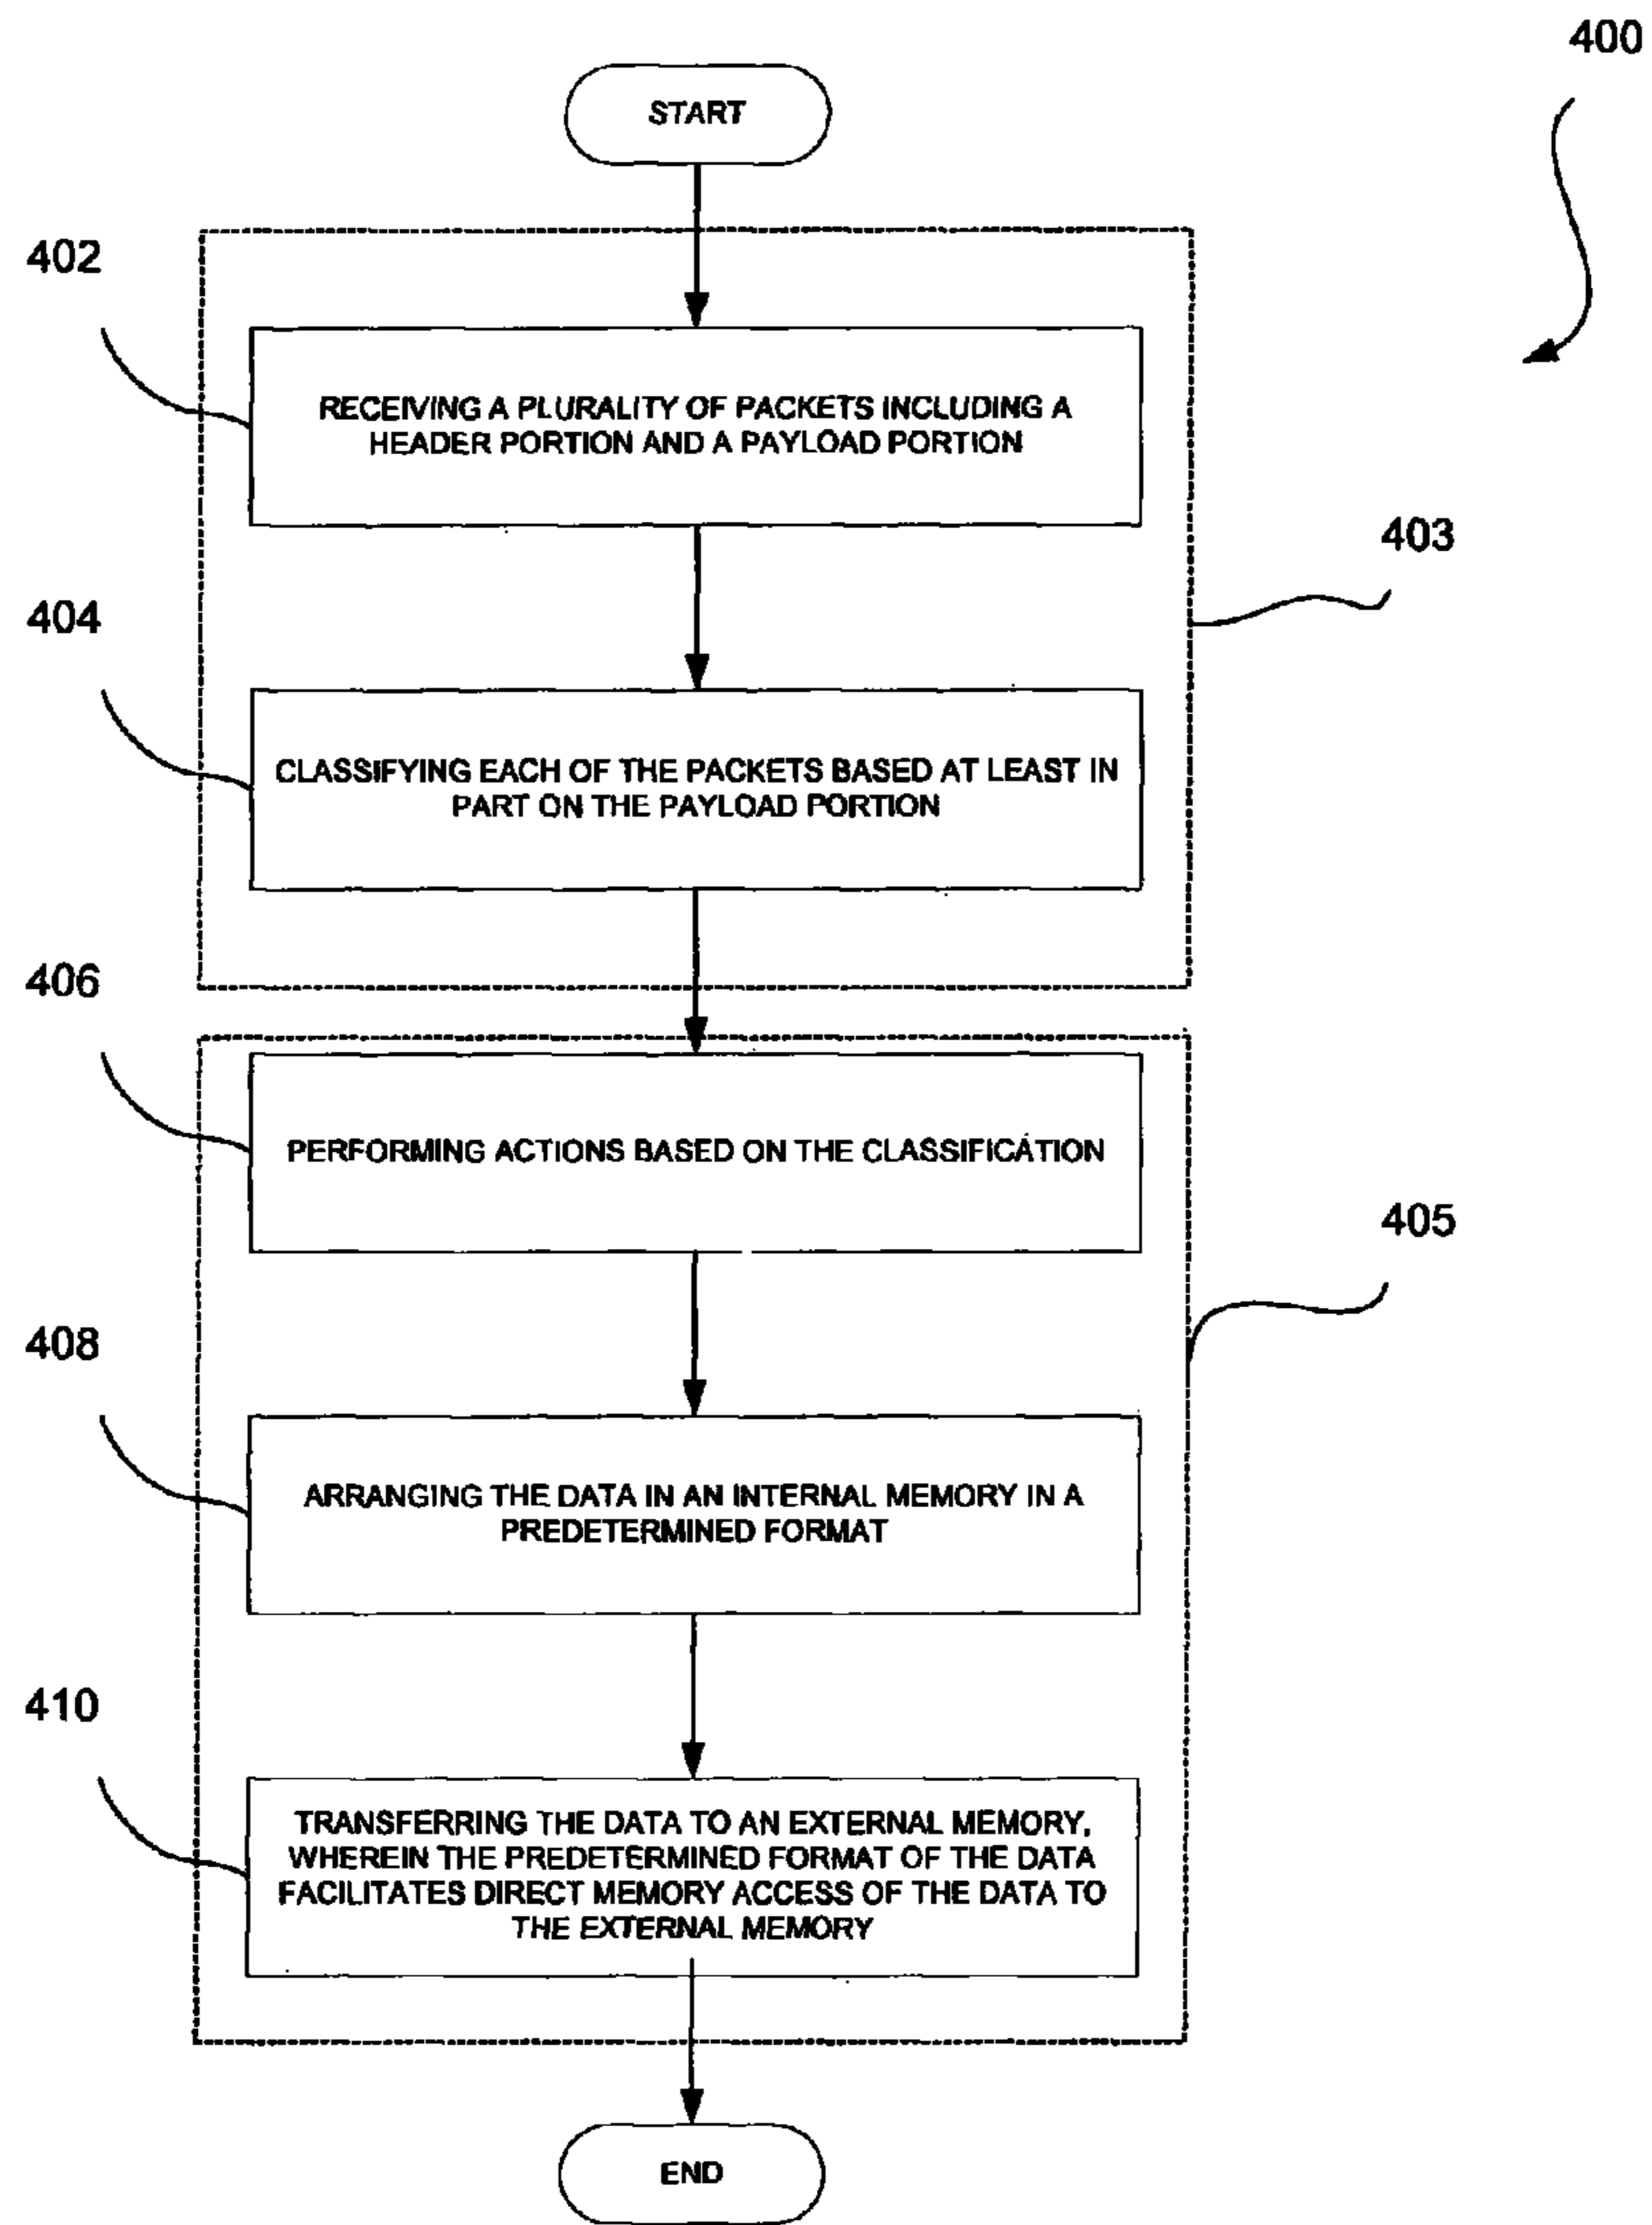 400
START
402
RECEIVING A PLURALITY OF PACKETS INCLUDING A
HEADER PORTION AND A PAYLOAD PORTION
403
404
CLASSIFYING EACH OF THE PACKETS BASED AT LEAST IN
PART ON THE PAYLOAD PORTION
406
PERFORMING ACTIONS BASED ON THE CLASSIFICATION
405
408
ARRANGING THE DATA IN AN INTERNAL MEMORY IN A
PREDETERMINED FORMAT
410
TRANSFERRING THE DATA TO AN EXTERNAL MEMORY,
WHEREIN THE PREDETERMINED FORMAT OF THE DATA
FACILITATES DIRECT MEMORY ACCESS OF THE DATA TO
THE EXTERNAL MEMORY
END